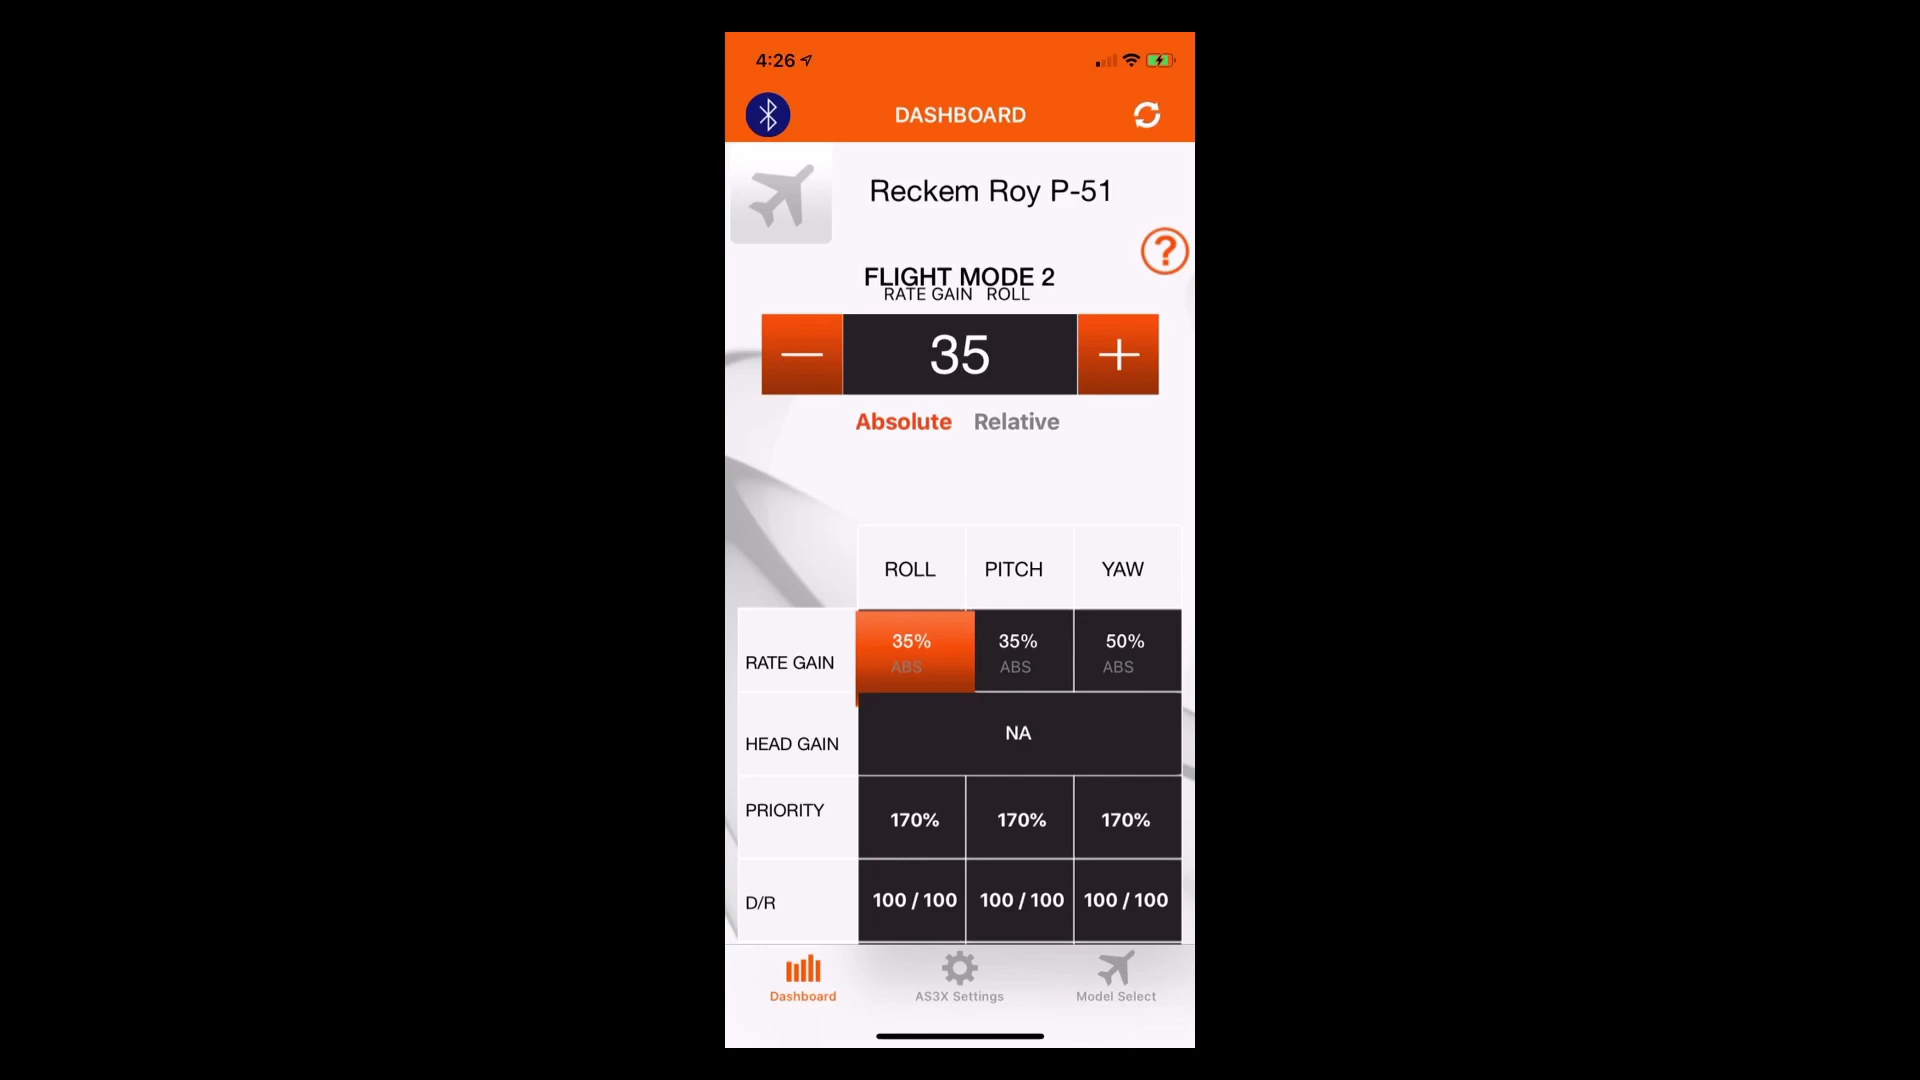 4:26
DASHBOARD
Reckem Roy P-51
?
FLIGHT MODE 2
RATE GAIN ROLL
— 35 +
Absolute Relative
ROLL PITCH YAW
RATE GAIN 35% ABS 35% ABS 50% ABS
HEAD GAIN NA
PRIORITY 170% 170% 170%
D/R 100 / 100 100 / 100 100 / 100
Dashboard AS3X Settings Model Select